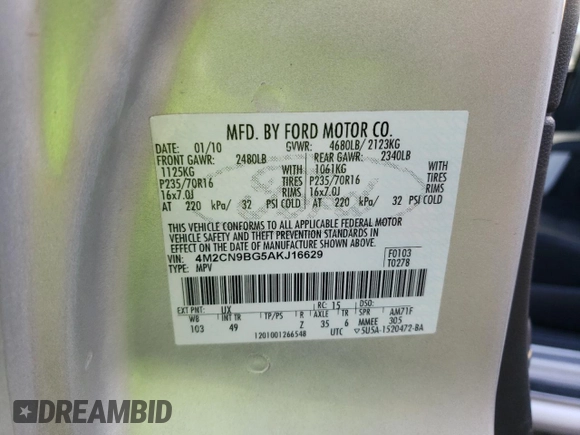 MFD. BY FORD MOTOR CO.
DATE: 01/10 GVWR: 4680LB/ 2123KG
FRONT GAWR: 2480LB REAR GAWR: 2340LB
1125KG WITH 1061KG WITH
P235/70R16 TIRES P235/70R16 TIRES
16x7.0J RIMS 16x7.0J RIMS
AT 220 kPa/ 32 PSI COLD AT 220 kPa/ 32 PSI COLD
THIS VEHICLE CONFORMS TO ALL APPLICABLE FEDERAL MOTOR
VEHICLE SAFETY AND THEFT PREVENTION STANDARDS IN
EFFECT ON THE DATE OF MANUFACTURE SHOWN ABOVE.
VIN: 4M2CN9BG5AKJ16629 F0103
TYPE: MPV T0278
EXT PNT: UX RC: 15 DSO:
WB INT TR TP/PS R AXLE TR SPR AM71F
103 49 Z 35 6 MMEE 305
1201001266548 UTC 5U5A-1520472-BA
Ford
DREAMBID